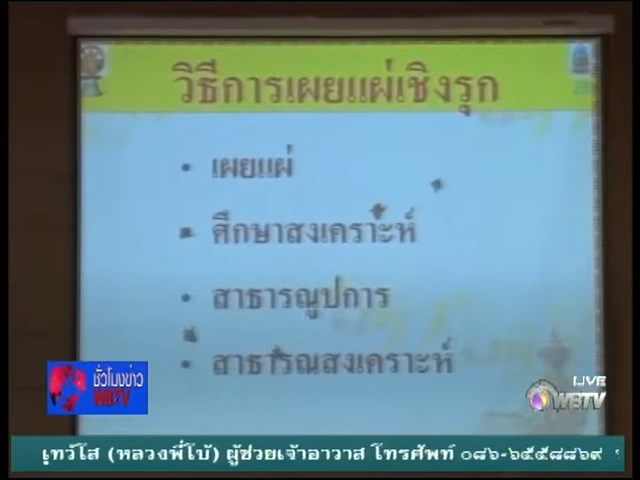 วิธีการเผยแผ่เชิงรุก
• เผยแผ่
• ศึกษาสงเคราะห์
• สาธารณูปการ
• สาธารณสงเคราะห์
ชั่วโมงข่าว
WBTV
LIVE
WBTV
เทวัโส (หลวงพี่โบ้) ผู้ช่วยเจ้าอาวาส โทรศัพท์ ๐๘๖-๖๕๕๘๘๖๙